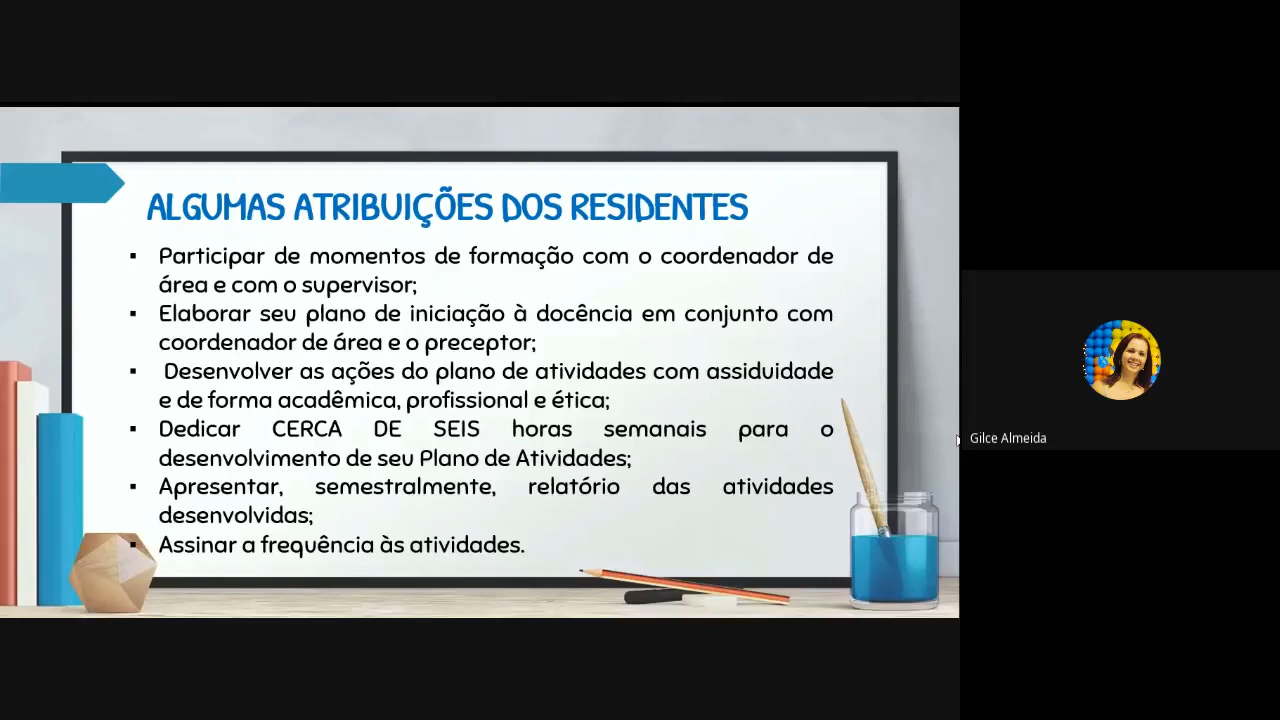 ALGUMAS ATRIBUIÇÕES DOS RESIDENTES
▪ Participar de momentos de formação com o coordenador de
área e com o supervisor;
▪ Elaborar seu plano de iniciação à docência em conjunto com
coordenador de área e o preceptor;
▪ Desenvolver as ações do plano de atividades com assiduidade
e de forma acadêmica, profissional e ética;
▪ Dedicar CERCA DE SEIS horas semanais para o
desenvolvimento de seu Plano de Atividades;
▪ Apresentar, semestralmente, relatório das atividades
desenvolvidas;
▪ Assinar a frequência às atividades.
Gilce Almeida